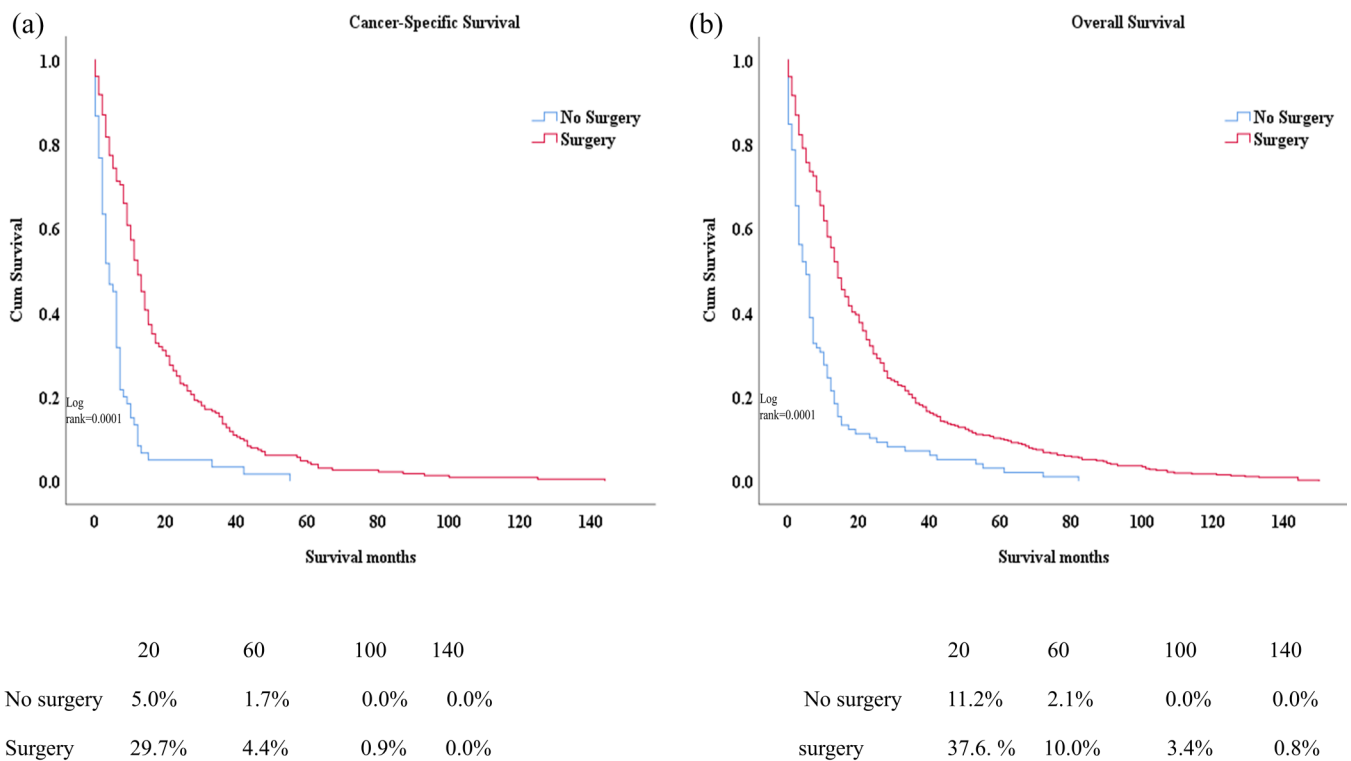 (a)
Cancer-Specific Survival
1.0
0.8
0.6
0.4
0.2
0.0
Cum Survival
No Surgery
Surgery
Log
rank=0.0001
0 20 40 60 80 100 120 140
Survival months
20 60 100 140
No surgery 5.0% 1.7% 0.0% 0.0%
Surgery 29.7% 4.4% 0.9% 0.0%
(b)
Overall Survival
1.0
0.8
0.6
0.4
0.2
0.0
Cum Survival
No Surgery
Surgery
Log
rank=0.0001
0 20 40 60 80 100 120 140
Survival months
20 60 100 140
No surgery 11.2% 2.1% 0.0% 0.0%
surgery 37.6. % 10.0% 3.4% 0.8%